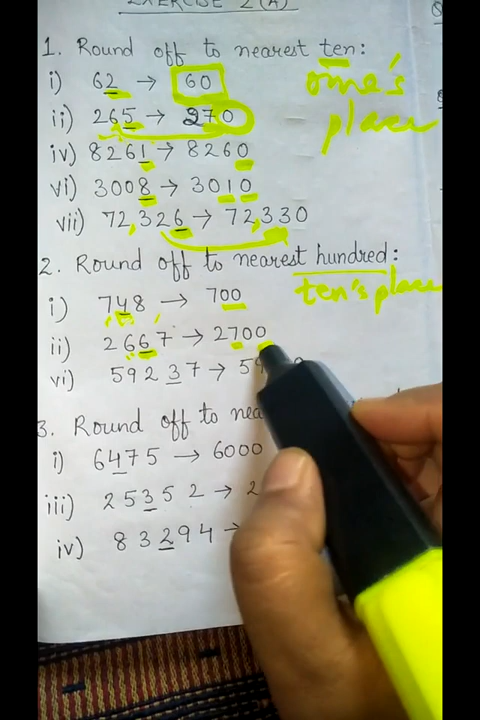 EXERCISE 2(A)
1. Round off to nearest ten:
i) 62 → 60
one's place
ii) 265 → 270
iv) 8261 → 8260
vi) 3008 → 3010
vii) 72,326 → 72,330
2. Round off to nearest hundred:
ten's place
i) 748 → 700
ii) 2667 → 2700
vi) 59237 → 59
3. Round off to nea
i) 6475 → 6000
iii) 25352 → 2
iv) 83294 →